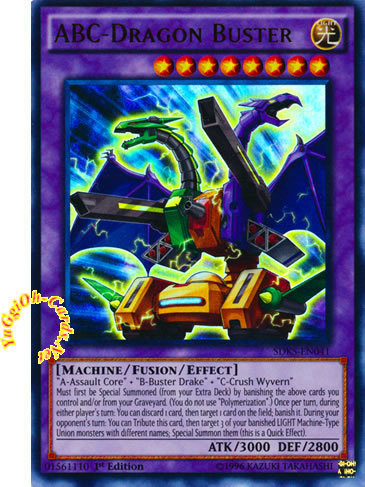 ABC-DRAGON BUSTER
LIGHT
光
YuGgiOh-Cards.Net
SDKS-EN041
[MACHINE/FUSION/EFFECT]
"A-Assault Core" + "B-Buster Drake" + "C-Crush Wyvern"
Must first be Special Summoned (from your Extra Deck) by banishing the above cards you
control and/or from your Graveyard. (You do not use "Polymerization".) Once per turn, during
either player's turn: You can discard 1 card, then target 1 card on the field; banish it. During your
opponent's turn: You can Tribute this card, then target 3 of your banished LIGHT Machine-Type
Union monsters with different names; Special Summon them (this is a Quick Effect).
ATK/3000 DEF/2800
01561110 1st Edition ©1996 KAZUKI TAKAHASHI